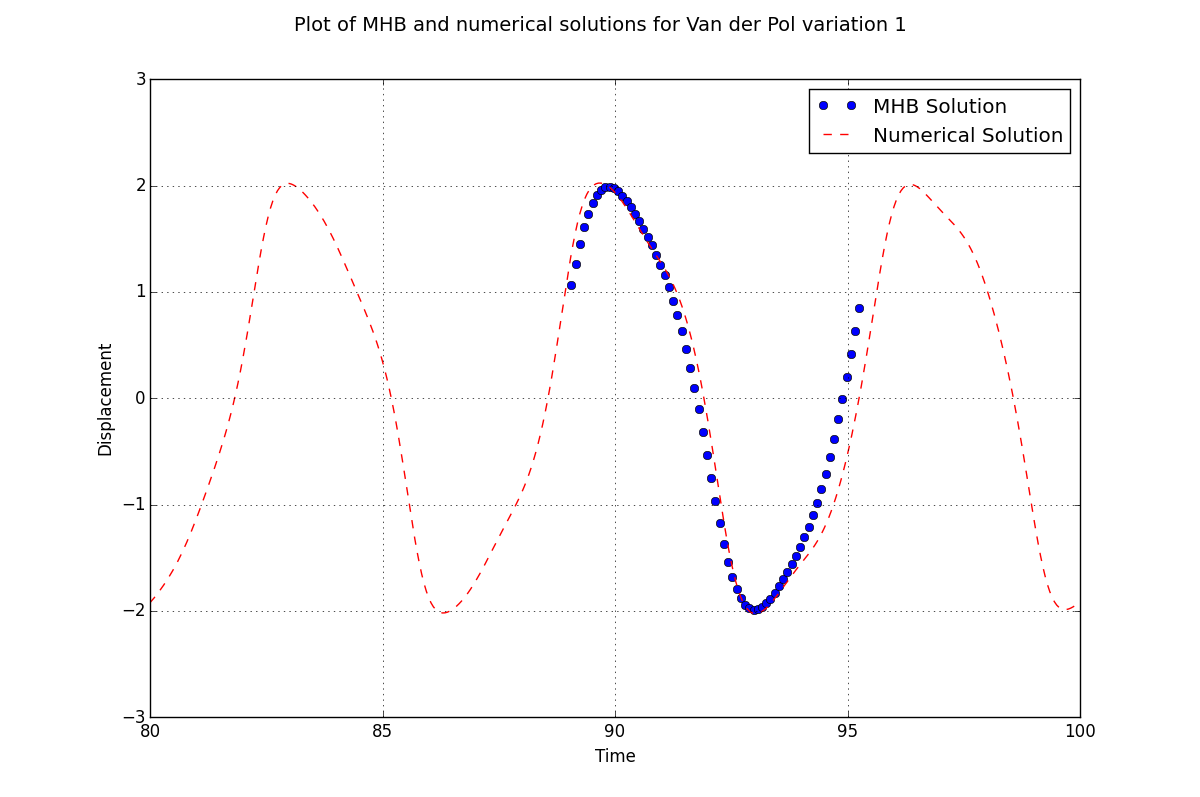 Plot of MHB and numerical solutions for Van der Pol variation 1
MHB Solution
Numerical Solution
3
2
1
0
−1
−2
−3
Displacement
80 85 90 95 100
Time